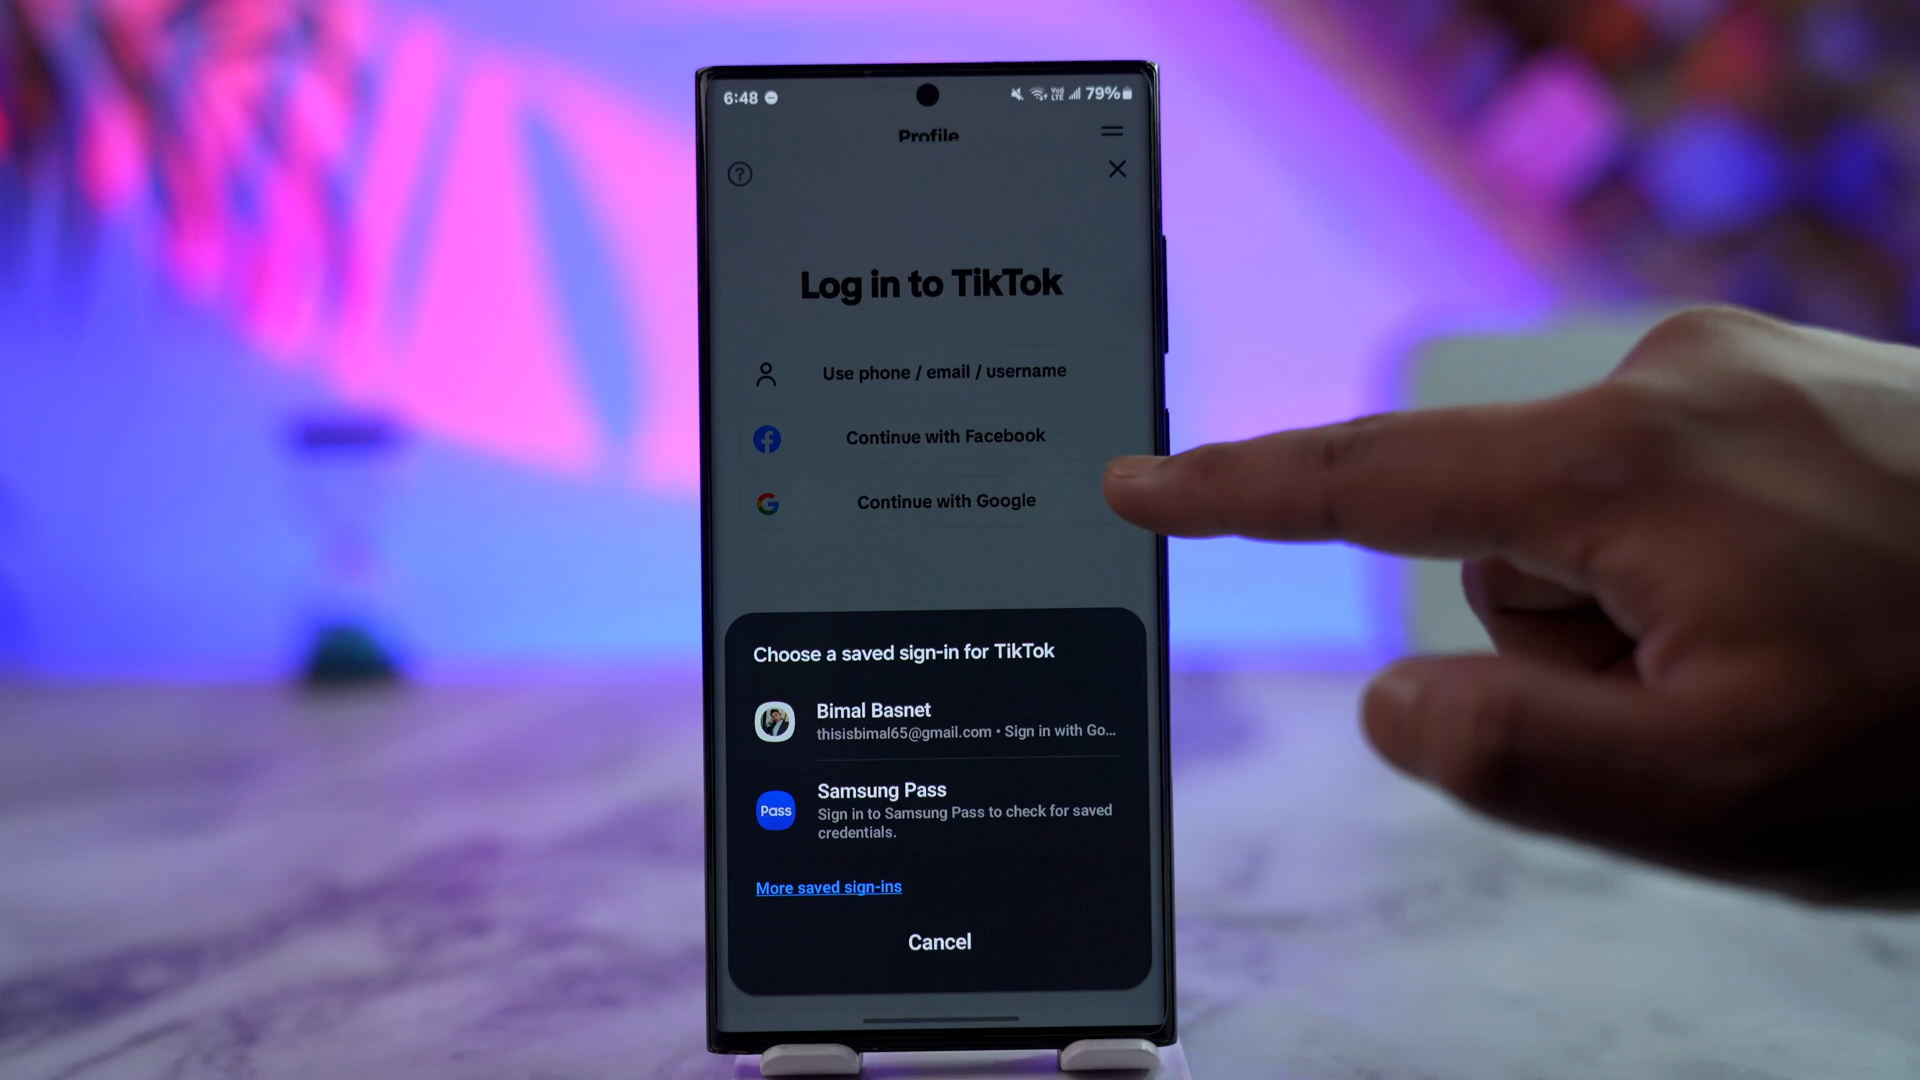 6:48
Vo)) LTE 79%
Profile
?
Log in to TikTok
Use phone / email / username
Continue with Facebook
Continue with Google
Choose a saved sign-in for TikTok
Bimal Basnet
thisisbimal65@gmail.com • Sign in with Go...
Pass
Samsung Pass
Sign in to Samsung Pass to check for saved
credentials.
More saved sign-ins
Cancel